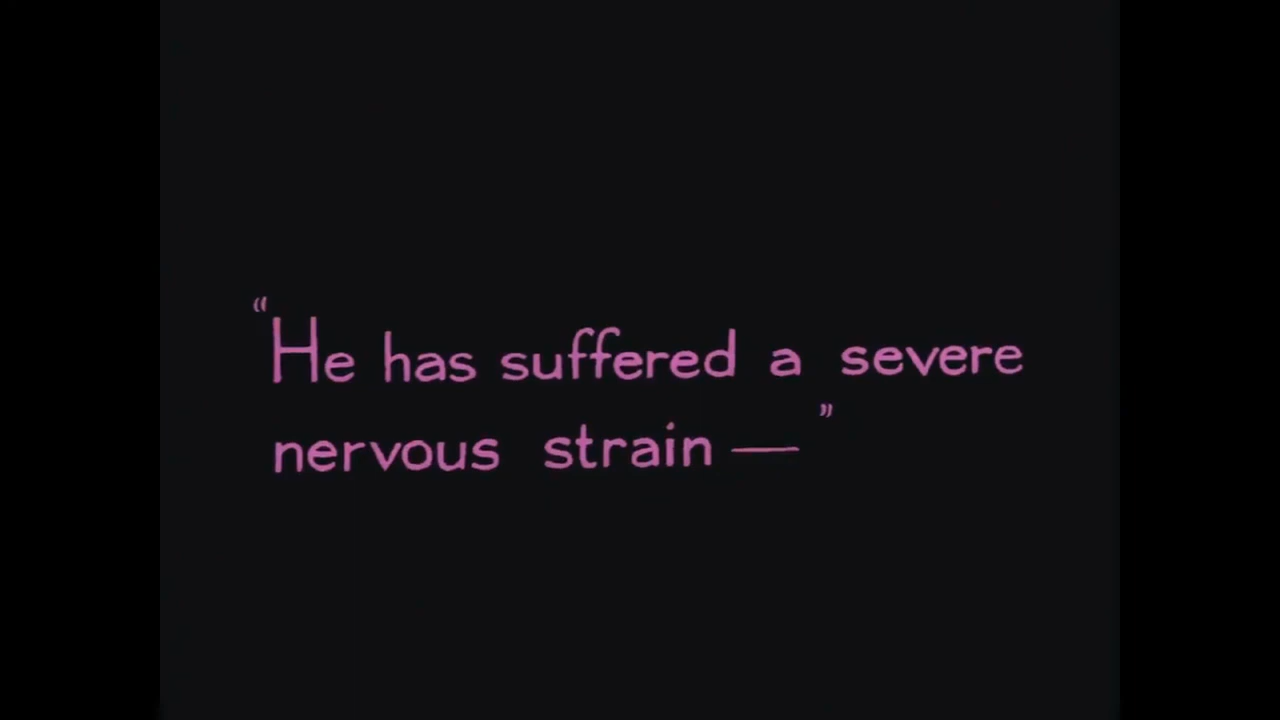 “He has suffered a severe
nervous strain — ”